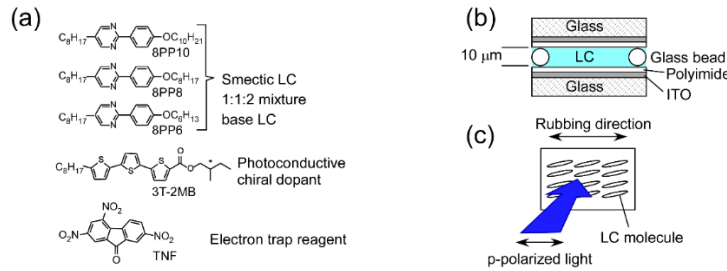 (a)
C8H17
OC10H21
8PP10
C8H17
OC8H17
8PP8
C8H17
OC6H13
8PP6
Smectic LC
1:1:2 mixture
base LC
C8H17
S
S
S
O
O
*
3T-2MB
Photoconductive
chiral dopant
NO2
O2N
NO2
O
TNF
Electron trap reagent
(b)
Glass
10 μm
LC
Glass bead
Polyimide
ITO
Glass
(c)
Rubbing direction
LC molecule
p-polarized light